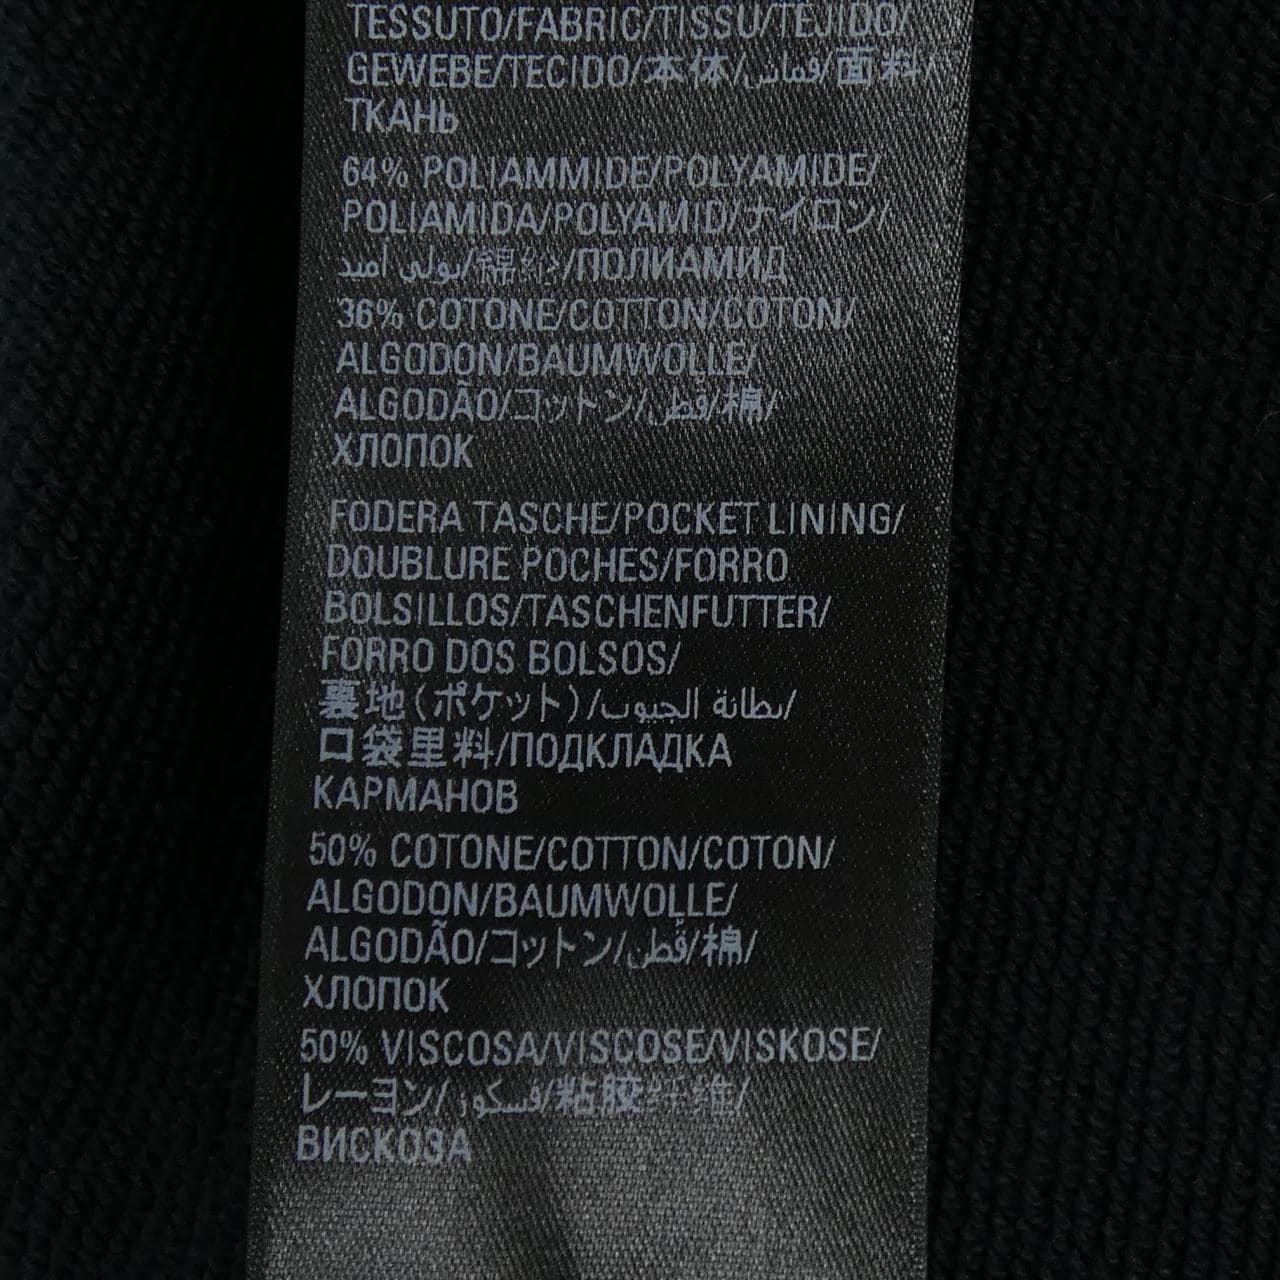 TESSUTO/FABRIC/TISSU/TEJIDO/
GEWEBE/TECIDO/本体/قماش/面料/
ТКАНЬ
64% POLIAMMIDE/POLYAMIDE/
POLIAMIDA/POLYAMID/ナイロン/
بولي أميد/锦纶/ПОЛИАМИД
36% COTONE/COTTON/COTON/
ALGODON/BAUMWOLLE/
ALGODÃO/コットン/قطن/棉/
ХЛОПОК
FODERA TASCHE/POCKET LINING/
DOUBLURE POCHES/FORRO
BOLSILLOS/TASCHENFUTTER/
FORRO DOS BOLSOS/
裏地(ポケット)/بطانة الجيوب/
口袋里料/ПОДКЛАДКА
КАРМАНОВ
50% COTONE/COTTON/COTON/
ALGODON/BAUMWOLLE/
ALGODÃO/コットン/قطن/棉/
ХЛОПОК
50% VISCOSA/VISCOSE/VISKOSE/
レーヨン/فسكوز/粘胶纤维/
ВИСКОЗА